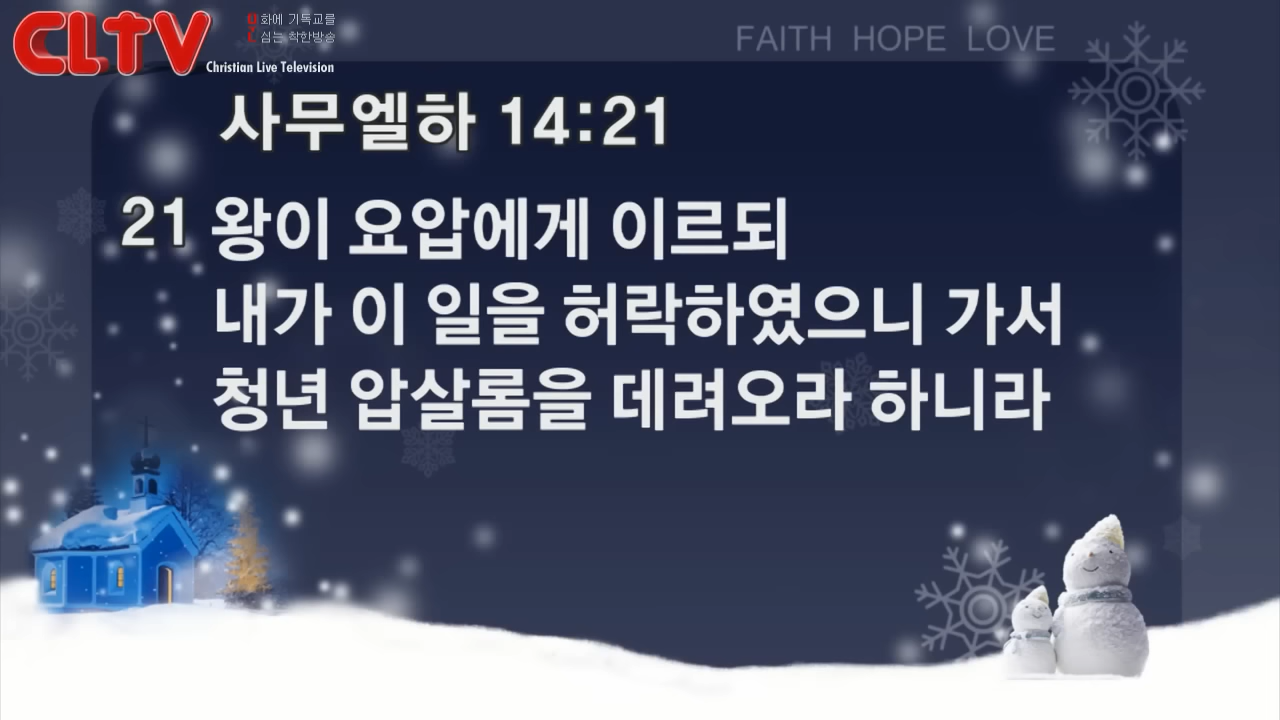 CLTV
화에 기독교를
심는 착한방송
Christian Live Television
FAITH HOPE LOVE
사무엘하 14:21
21 왕이 요압에게 이르되
내가 이 일을 허락하였으니 가서
청년 압살롬을 데려오라 하니라